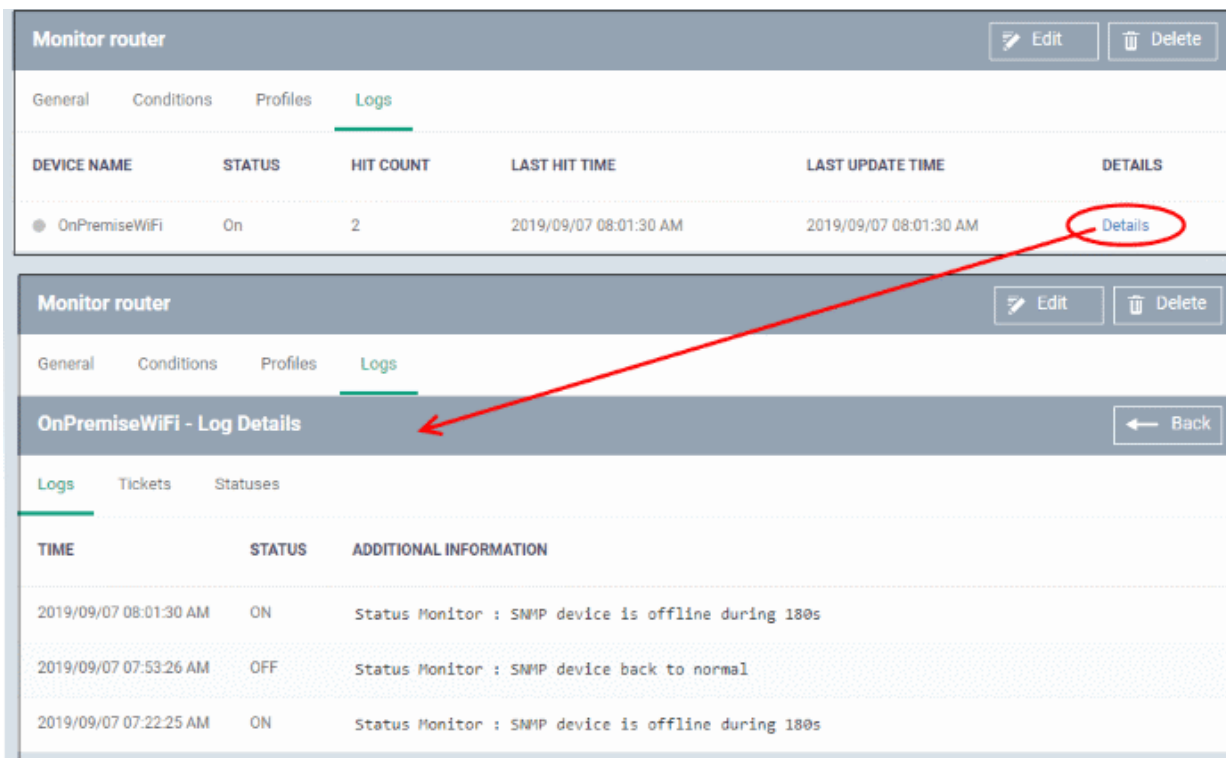 Monitor router Edit Delete
General Conditions Profiles Logs
DEVICE NAME STATUS HIT COUNT LAST HIT TIME LAST UPDATE TIME DETAILS
OnPremiseWiFi On 2 2019/09/07 08:01:30 AM 2019/09/07 08:01:30 AM Details
Monitor router Edit Delete
General Conditions Profiles Logs
OnPremiseWiFi - Log Details Back
Logs Tickets Statuses
TIME STATUS ADDITIONAL INFORMATION
2019/09/07 08:01:30 AM ON Status Monitor : SNMP device is offline during 180s
2019/09/07 07:53:26 AM OFF Status Monitor : SNMP device back to normal
2019/09/07 07:22:25 AM ON Status Monitor : SNMP device is offline during 180s